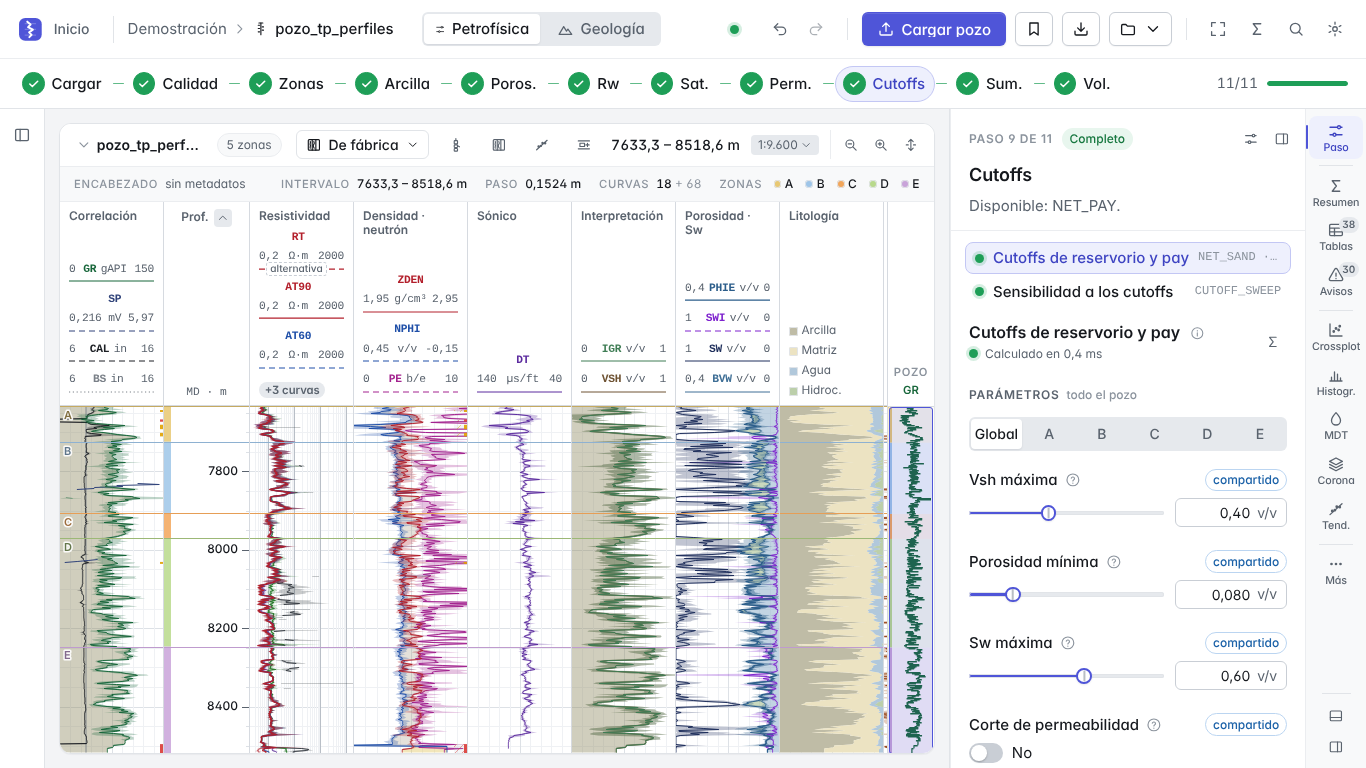 Inicio
Demostración
pozo_tp_perfiles
Petrofísica
Geología
Cargar pozo
Cargar
Calidad
Zonas
Arcilla
Poros.
Rw
Sat.
Perm.
Cutoffs
Sum.
Vol.
11/11
pozo_tp_perf...
5 zonas
De fábrica
7633,3 – 8518,6 m
1:9.600
ENCABEZADO sin metadatos
INTERVALO 7633,3 – 8518,6 m
PASO 0,1524 m
CURVAS 18 + 68
ZONAS A B C D E
Correlación
0 GR gAPI 150
SP
0,216 mV 5,97
6 CAL in 16
6 BS in 16
Prof.
MD · m
Resistividad
RT
0,2 Ω·m 2000
alternativa
AT90
0,2 Ω·m 2000
AT60
0,2 Ω·m 2000
+3 curvas
Densidad ·
neutrón
ZDEN
1,95 g/cm³ 2,95
NPHI
0,45 v/v -0,15
0 PE b/e 10
Sónico
DT
140 µs/ft 40
Interpretación
0 IGR v/v 1
0 VSH v/v 1
Porosidad ·
Sw
0,4 PHIE v/v 0
1 SWI v/v 0
1 SW v/v 0
0,4 BVW v/v 0
Litología
Arcilla
Matriz
Agua
Hidroc.
POZO
GR
A
B
C
D
E
7800
8000
8200
8400
PASO 9 DE 11
Completo
Cutoffs
Disponible: NET_PAY.
Cutoffs de reservorio y pay NET_SAND ·…
Sensibilidad a los cutoffs CUTOFF_SWEEP
Cutoffs de reservorio y pay
Calculado en 0,4 ms
Σ
PARÁMETROS todo el pozo
Global A B C D E
Vsh máxima
compartido
0,40 v/v
Porosidad mínima
compartido
0,080 v/v
Sw máxima
compartido
0,60 v/v
Corte de permeabilidad
compartido
No
Paso
Resumen
38
Tablas
30
Avisos
Crossplot
Histogr.
MDT
Corona
Tend.
Más